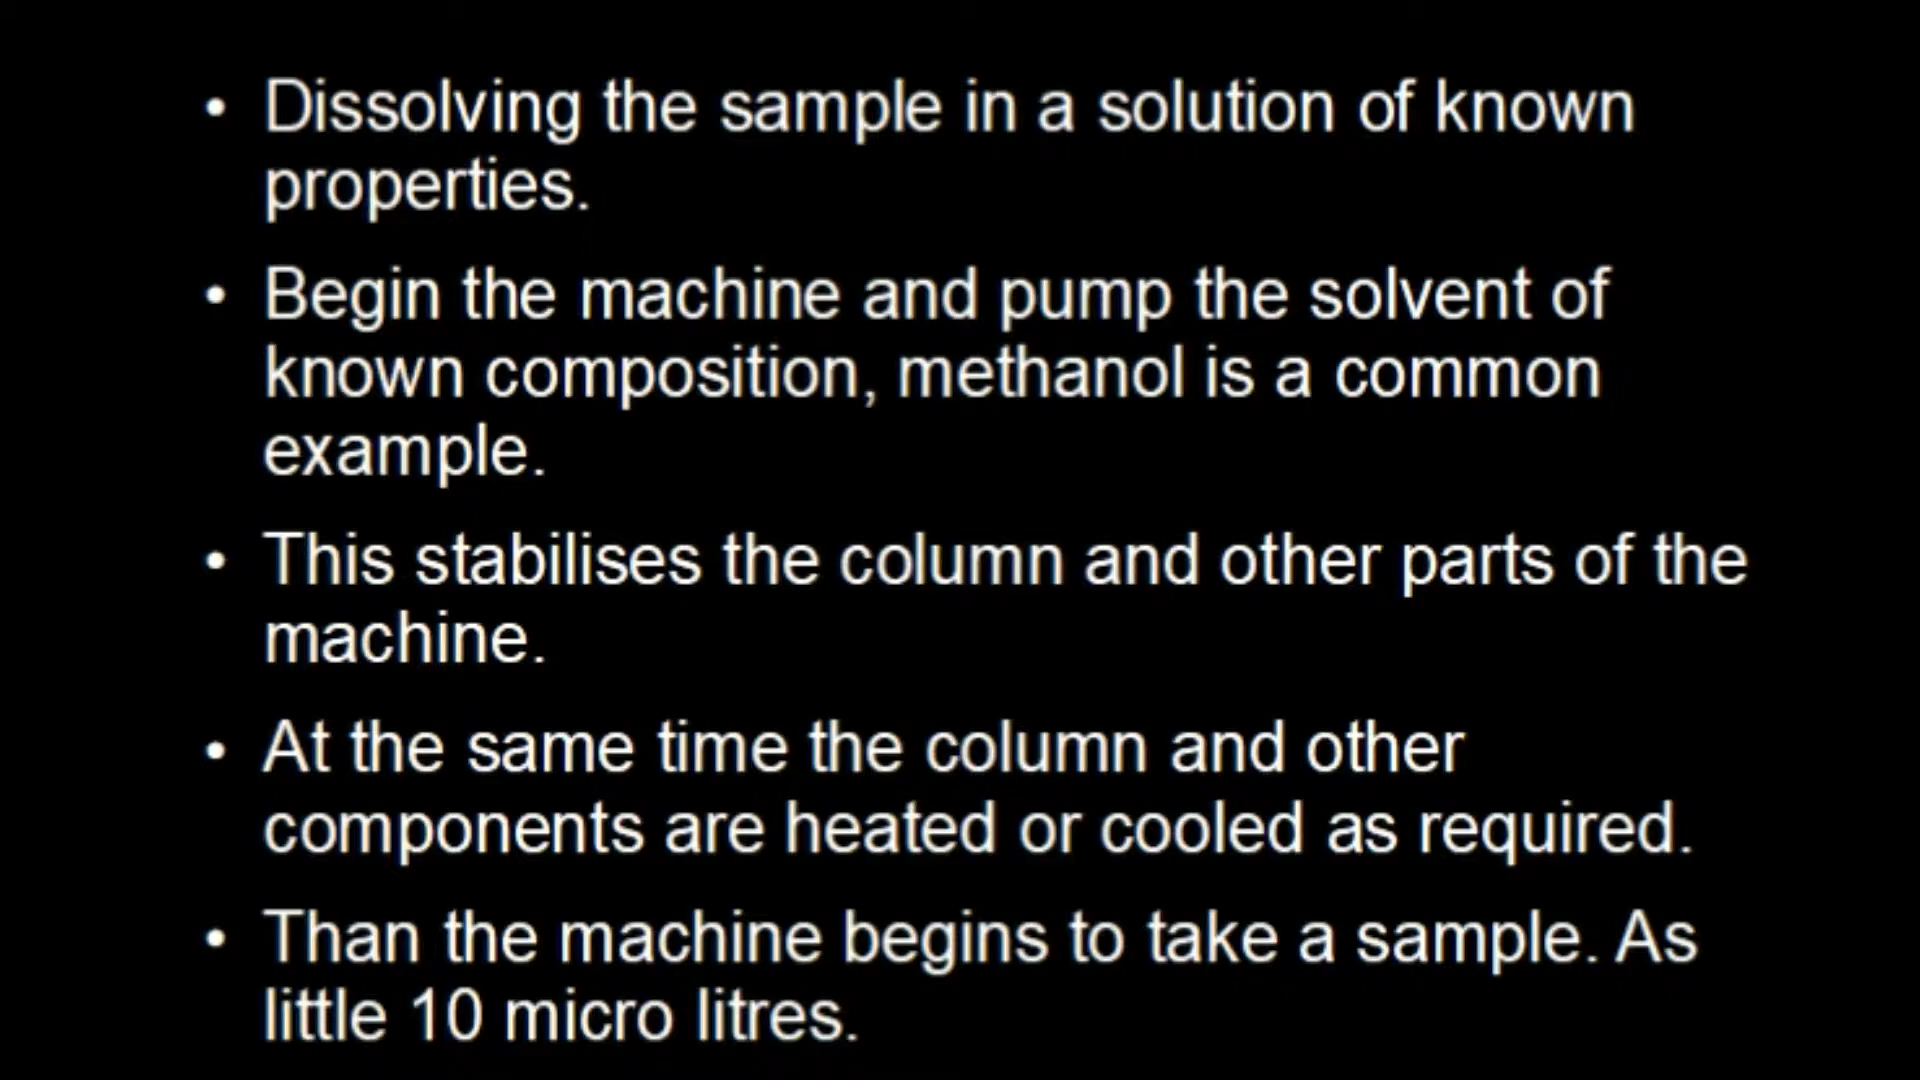 • Dissolving the sample in a solution of known
properties.
• Begin the machine and pump the solvent of
known composition, methanol is a common
example.
• This stabilises the column and other parts of the
machine.
• At the same time the column and other
components are heated or cooled as required.
• Than the machine begins to take a sample. As
little 10 micro litres.